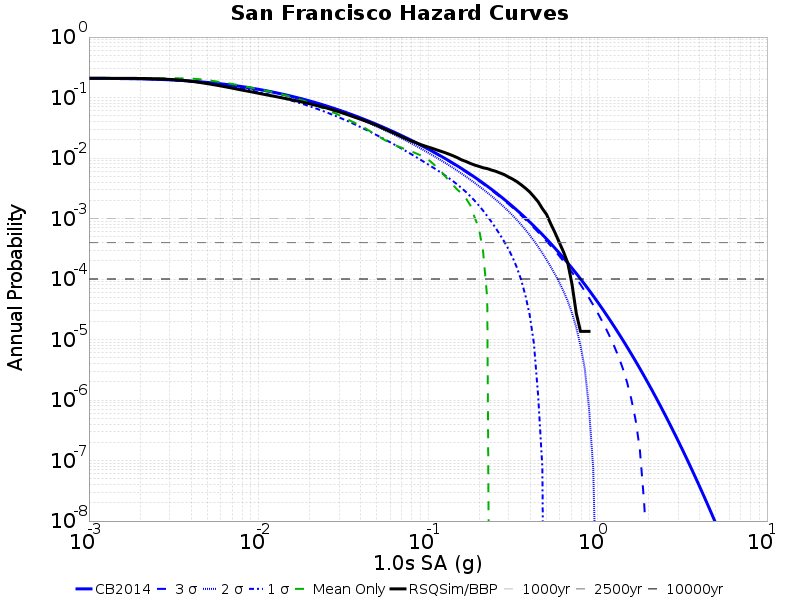 San Francisco Hazard Curves
Annual Probability
10^0
10^-1
10^-2
10^-3
10^-4
10^-5
10^-6
10^-7
10^-8
10^-3 10^-2 10^-1 10^0 10^1
1.0s SA (g)
CB2014 3 σ 2 σ 1 σ Mean Only RSQSim/BBP 1000yr 2500yr 10000yr